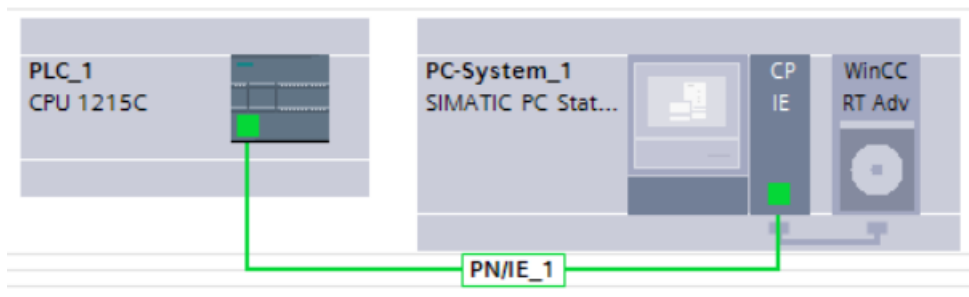 PLC_1
CPU 1215C
PC-System_1
SIMATIC PC Stat...
CP
IE
WinCC
RT Adv
PN/IE_1